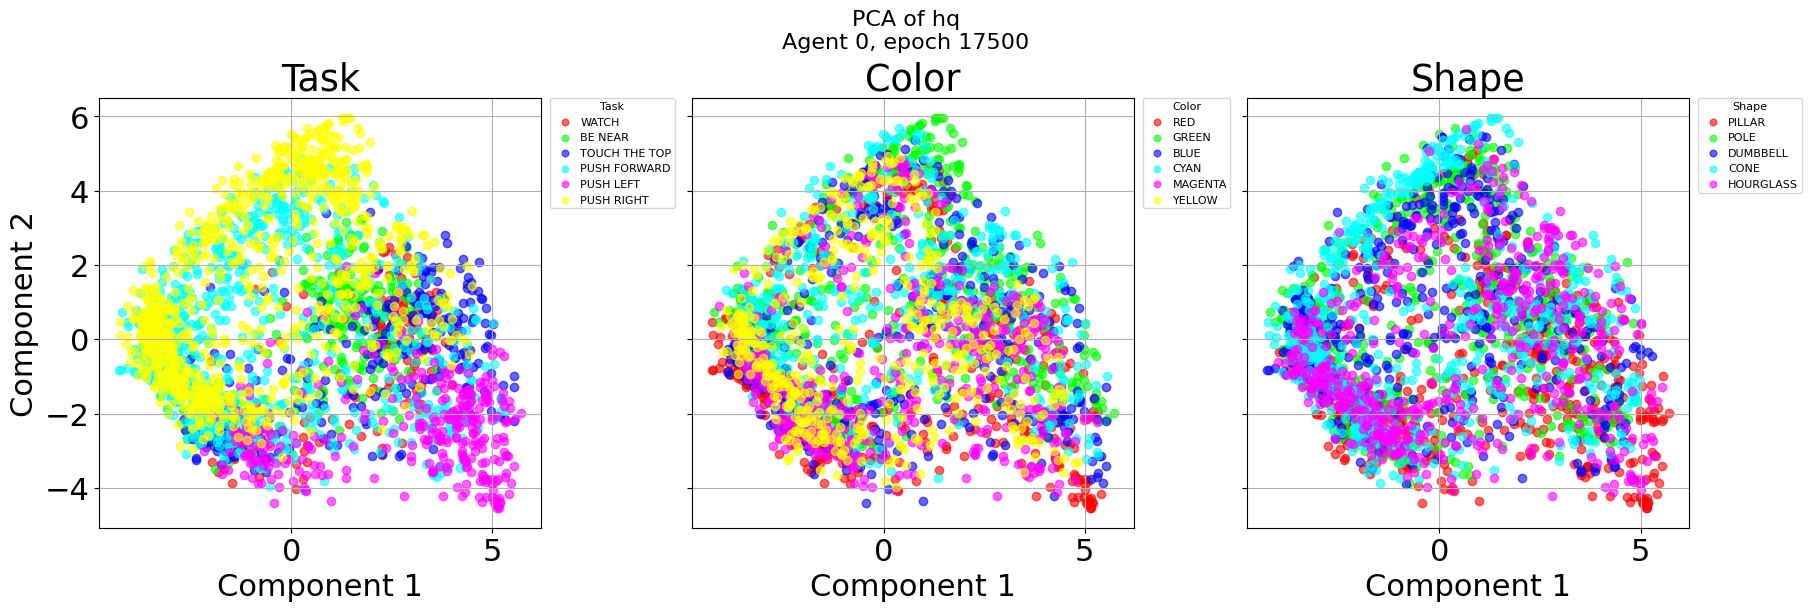 PCA of hq
Agent 0, epoch 17500
Task
Color
Shape
Task
WATCH
BE NEAR
TOUCH THE TOP
PUSH FORWARD
PUSH LEFT
PUSH RIGHT
Color
RED
GREEN
BLUE
CYAN
MAGENTA
YELLOW
Shape
PILLAR
POLE
DUMBBELL
CONE
HOURGLASS
Component 2
6
4
2
0
−2
−4
0 5
0 5
0 5
Component 1
Component 1
Component 1